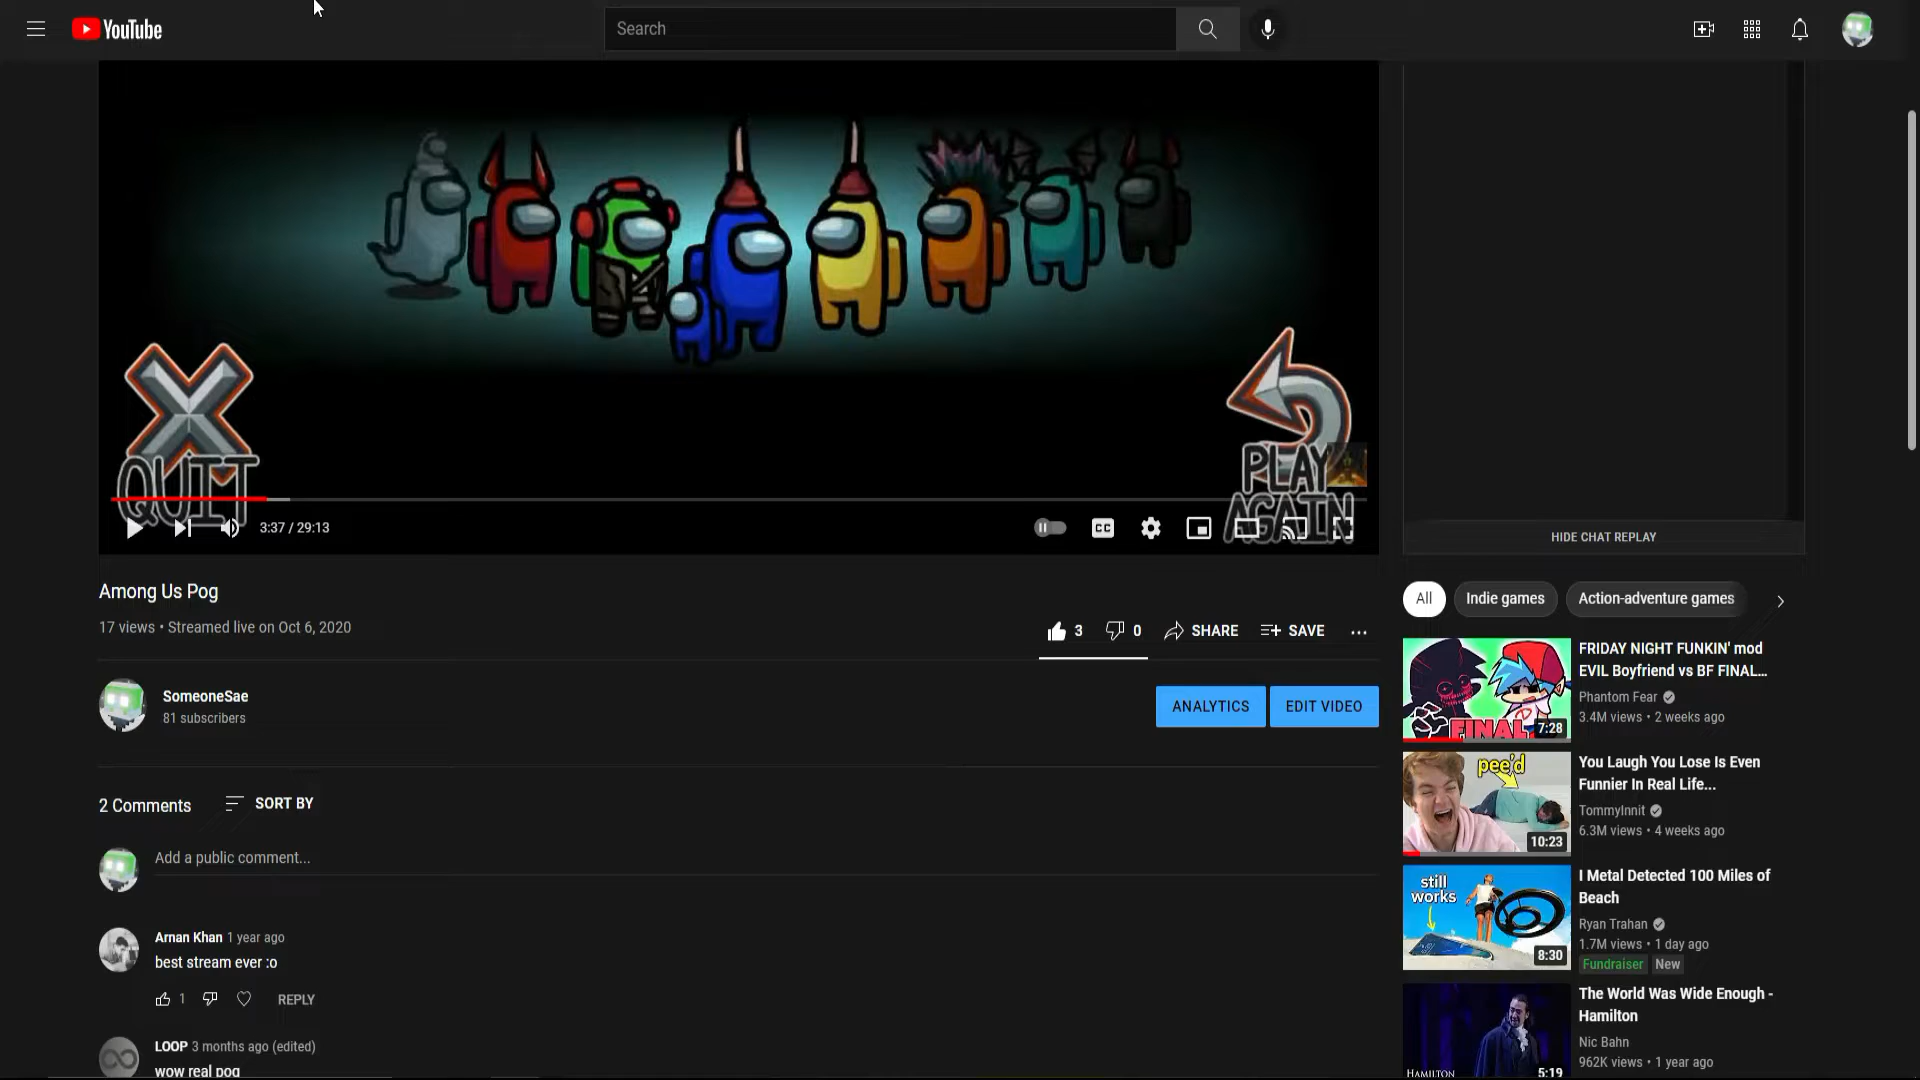 YouTube
Search
QUIT
PLAY
AGAIN
3:37 / 29:13
CC
HIDE CHAT REPLAY
Among Us Pog
17 views • Streamed live on Oct 6, 2020
3
0
SHARE
SAVE
SomeoneSae
81 subscribers
ANALYTICS
EDIT VIDEO
2 Comments
SORT BY
Add a public comment...
Arnan Khan 1 year ago
best stream ever :o
1
REPLY
LOOP 3 months ago (edited)
wow real pog
All
Indie games
Action-adventure games
FINAL
7:28
FRIDAY NIGHT FUNKIN' mod
EVIL Boyfriend vs BF FINAL...
Phantom Fear
3.4M views • 2 weeks ago
pee'd
10:23
You Laugh You Lose Is Even
Funnier In Real Life...
TommyInnit
6.3M views • 4 weeks ago
still
works
8:30
I Metal Detected 100 Miles of
Beach
Ryan Trahan
1.7M views • 1 day ago
Fundraiser
New
HAMILTON
5:19
The World Was Wide Enough -
Hamilton
Nic Bahn
962K views • 1 year ago